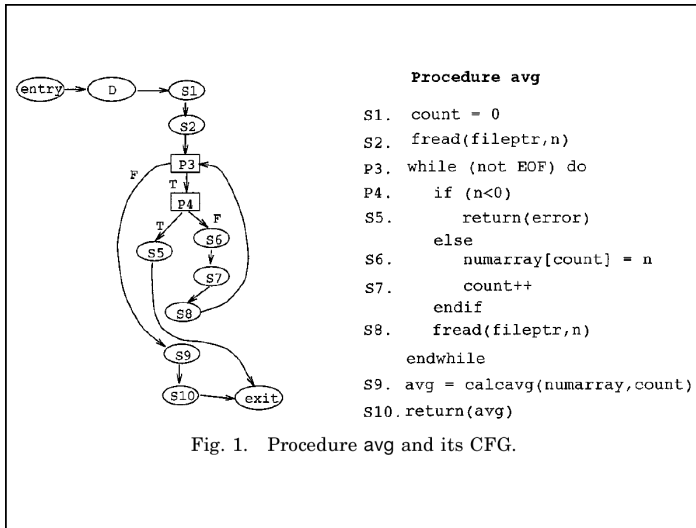 entry
D
S1
S2
P3
F
T
P4
T
F
S5
S6
S7
S8
S9
S10
exit
Procedure avg
S1. count = 0
S2. fread(fileptr,n)
P3. while (not EOF) do
P4. if (n<0)
S5. return(error)
else
S6. numarray[count] = n
S7. count++
endif
S8. fread(fileptr,n)
endwhile
S9. avg = calcavg(numarray,count)
S10. return(avg)
Fig. 1. Procedure avg and its CFG.